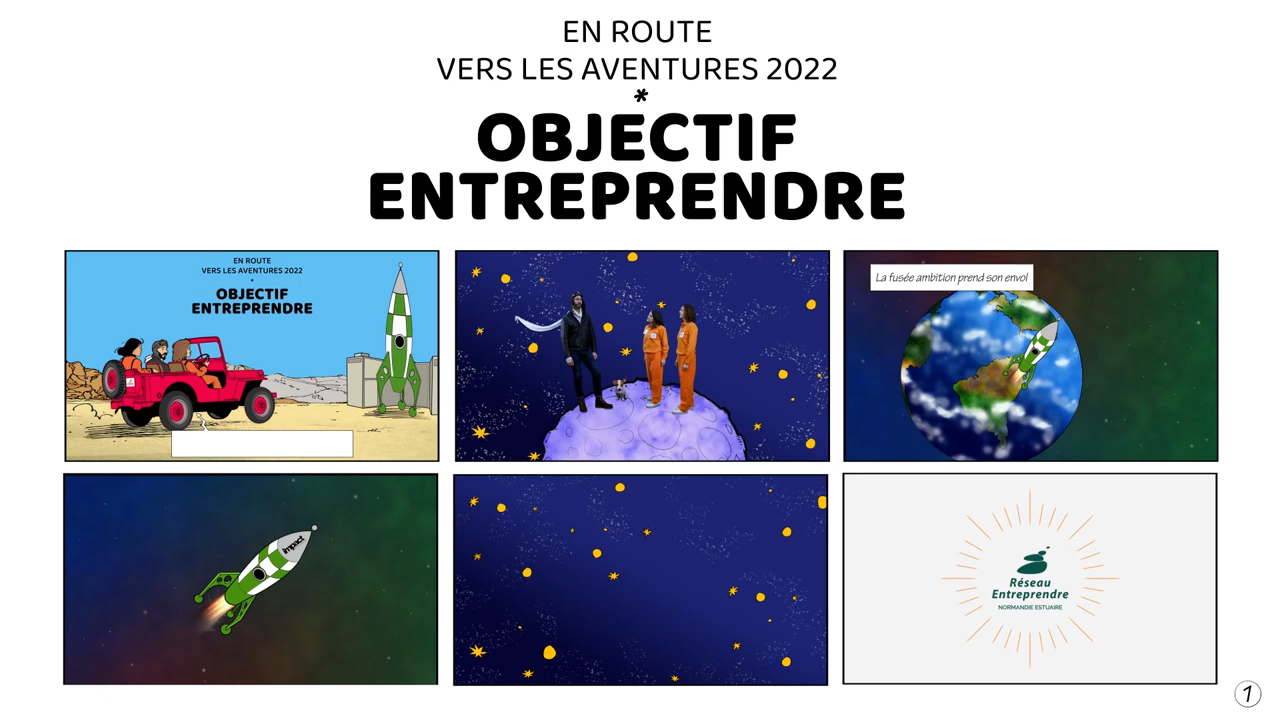 EN ROUTE
VERS LES AVENTURES 2022
*
OBJECTIF
ENTREPRENDRE
EN ROUTE
VERS LES AVENTURES 2022
OBJECTIF
ENTREPRENDRE
La fusée ambition prend son envol
impact
Réseau
Entreprendre
NORMANDIE ESTUAIRE
1